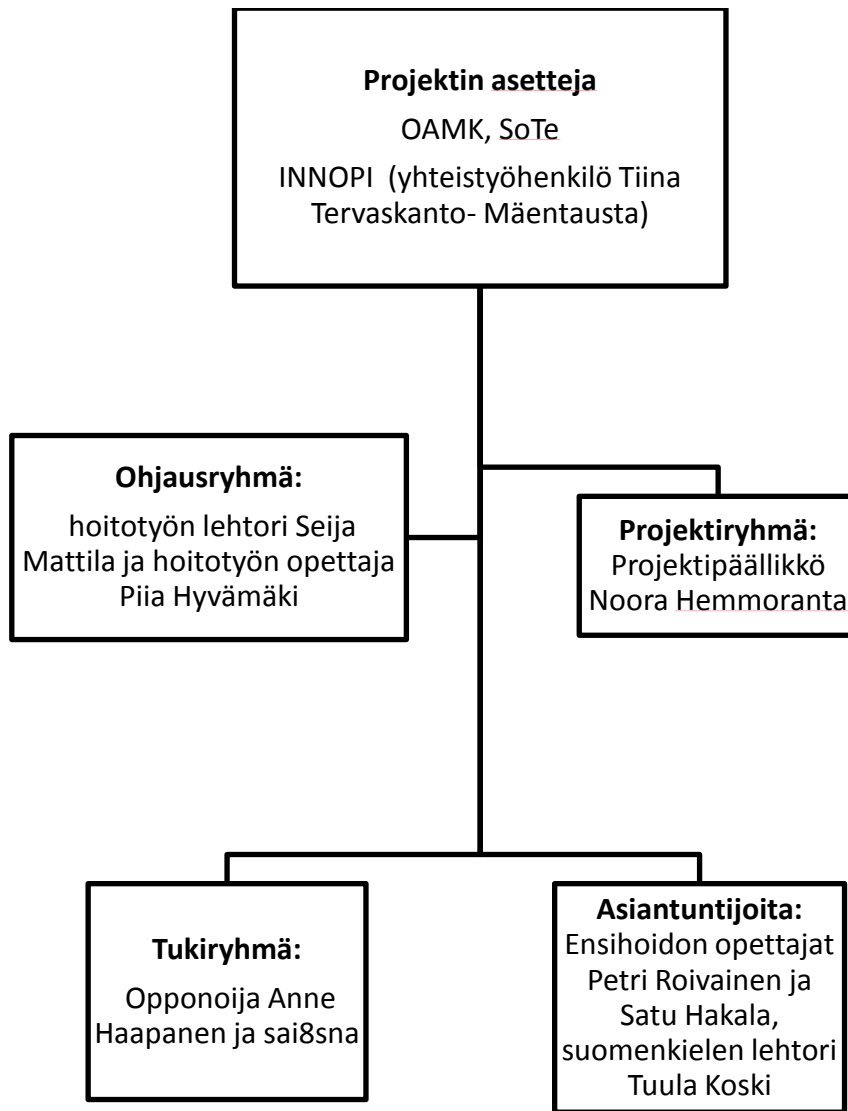 Projektin asetteja
OAMK, SoTe
INNOPI (yhteistyöhenkilö Tiina
Tervaskanto- Mäentausta)
Ohjausryhmä:
hoitotyön lehtori Seija
Mattila ja hoitotyön opettaja
Piia Hyvämäki
Projektiryhmä:
Projektipäällikkö
Noora Hemmoranta
Tukiryhmä:
Opponoija Anne
Haapanen ja sai8sna
Asiantuntijoita:
Ensihoidon opettajat
Petri Roivainen ja
Satu Hakala,
suomenkielen lehtori
Tuula Koski